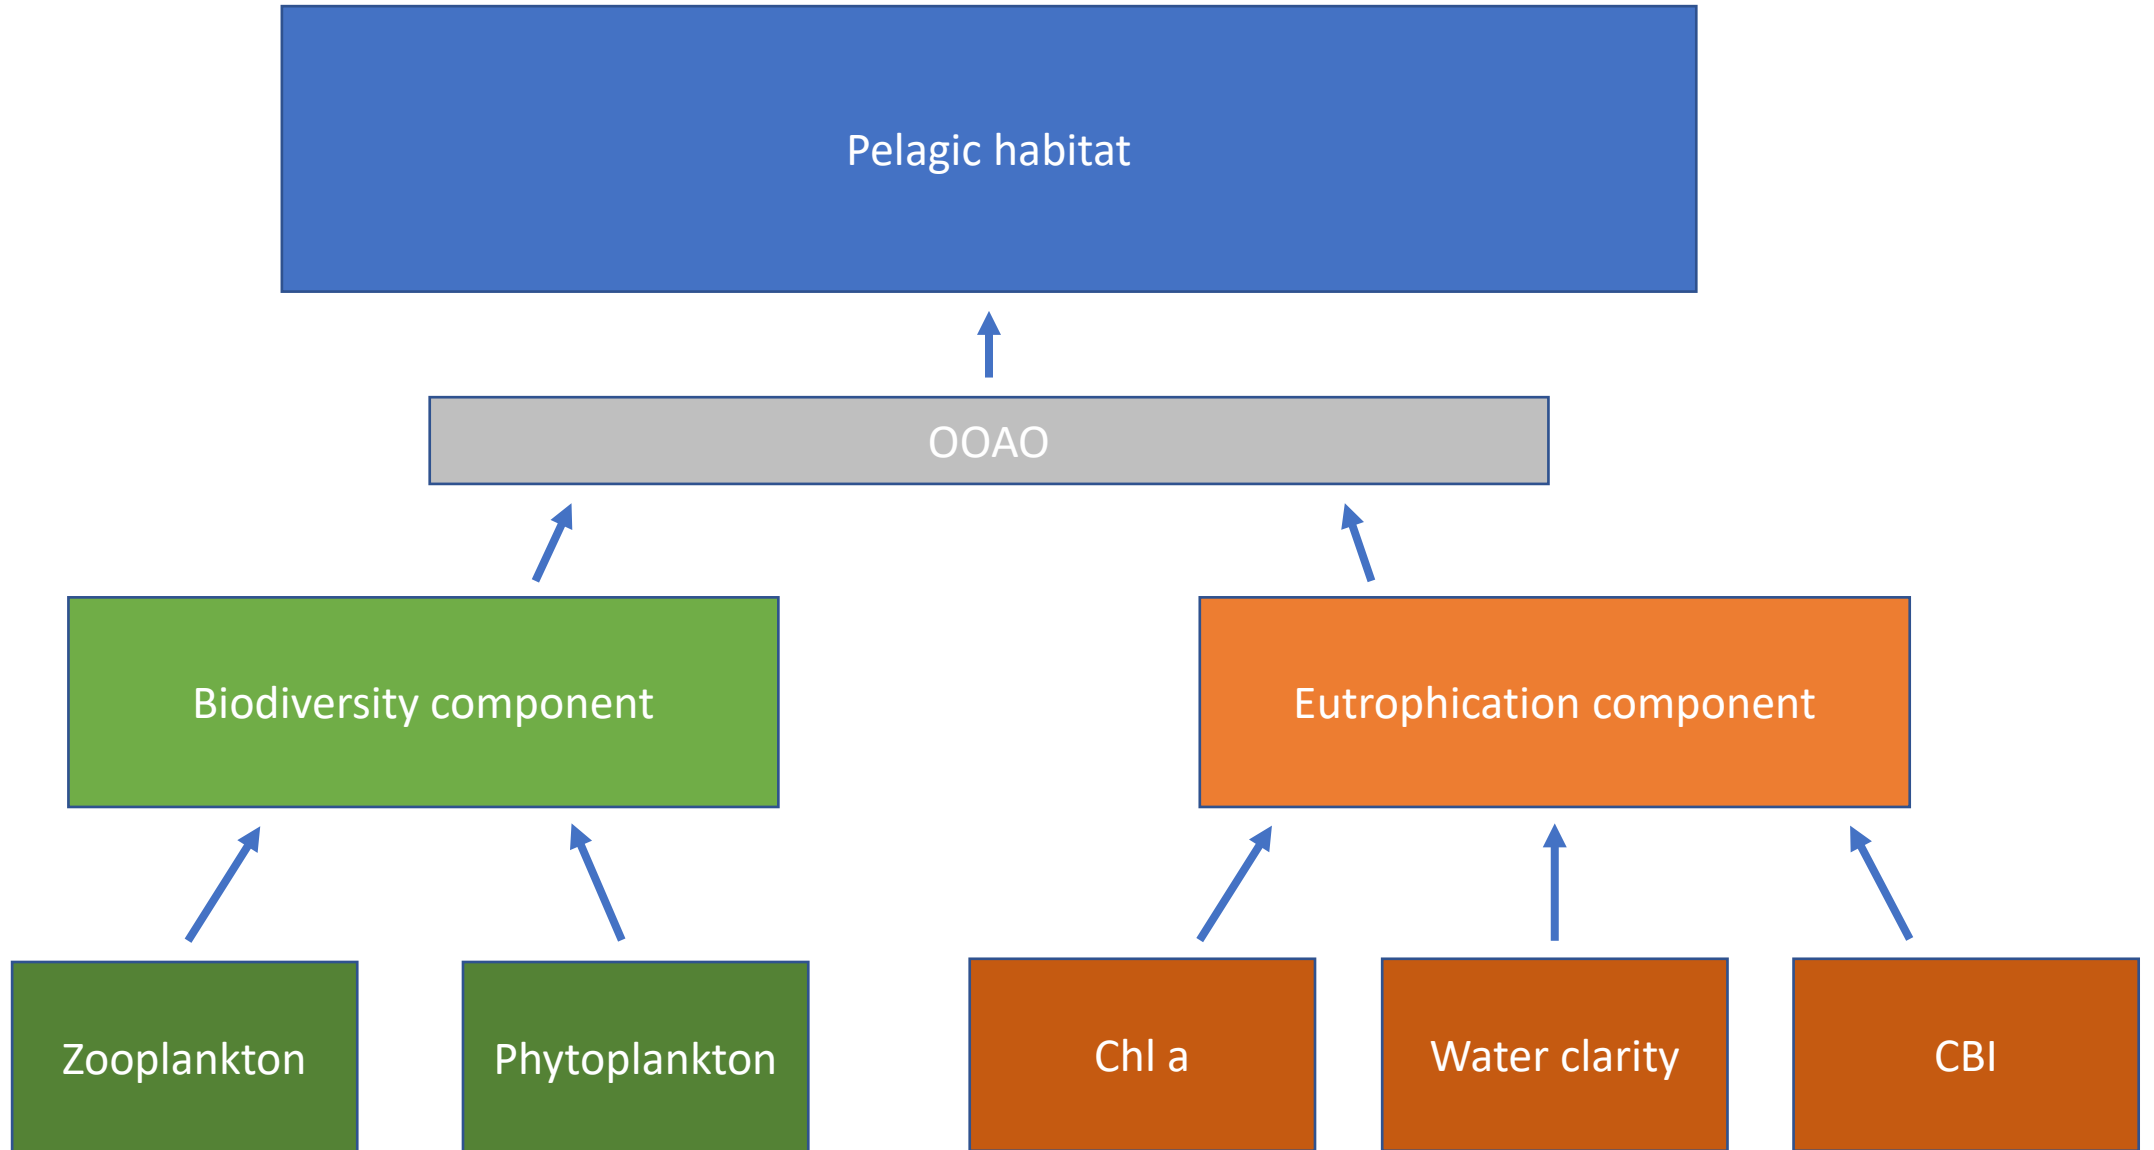 Pelagic habitat
OOAO
Biodiversity component
Eutrophication component
Zooplankton
Phytoplankton
Chl a
Water clarity
CBI